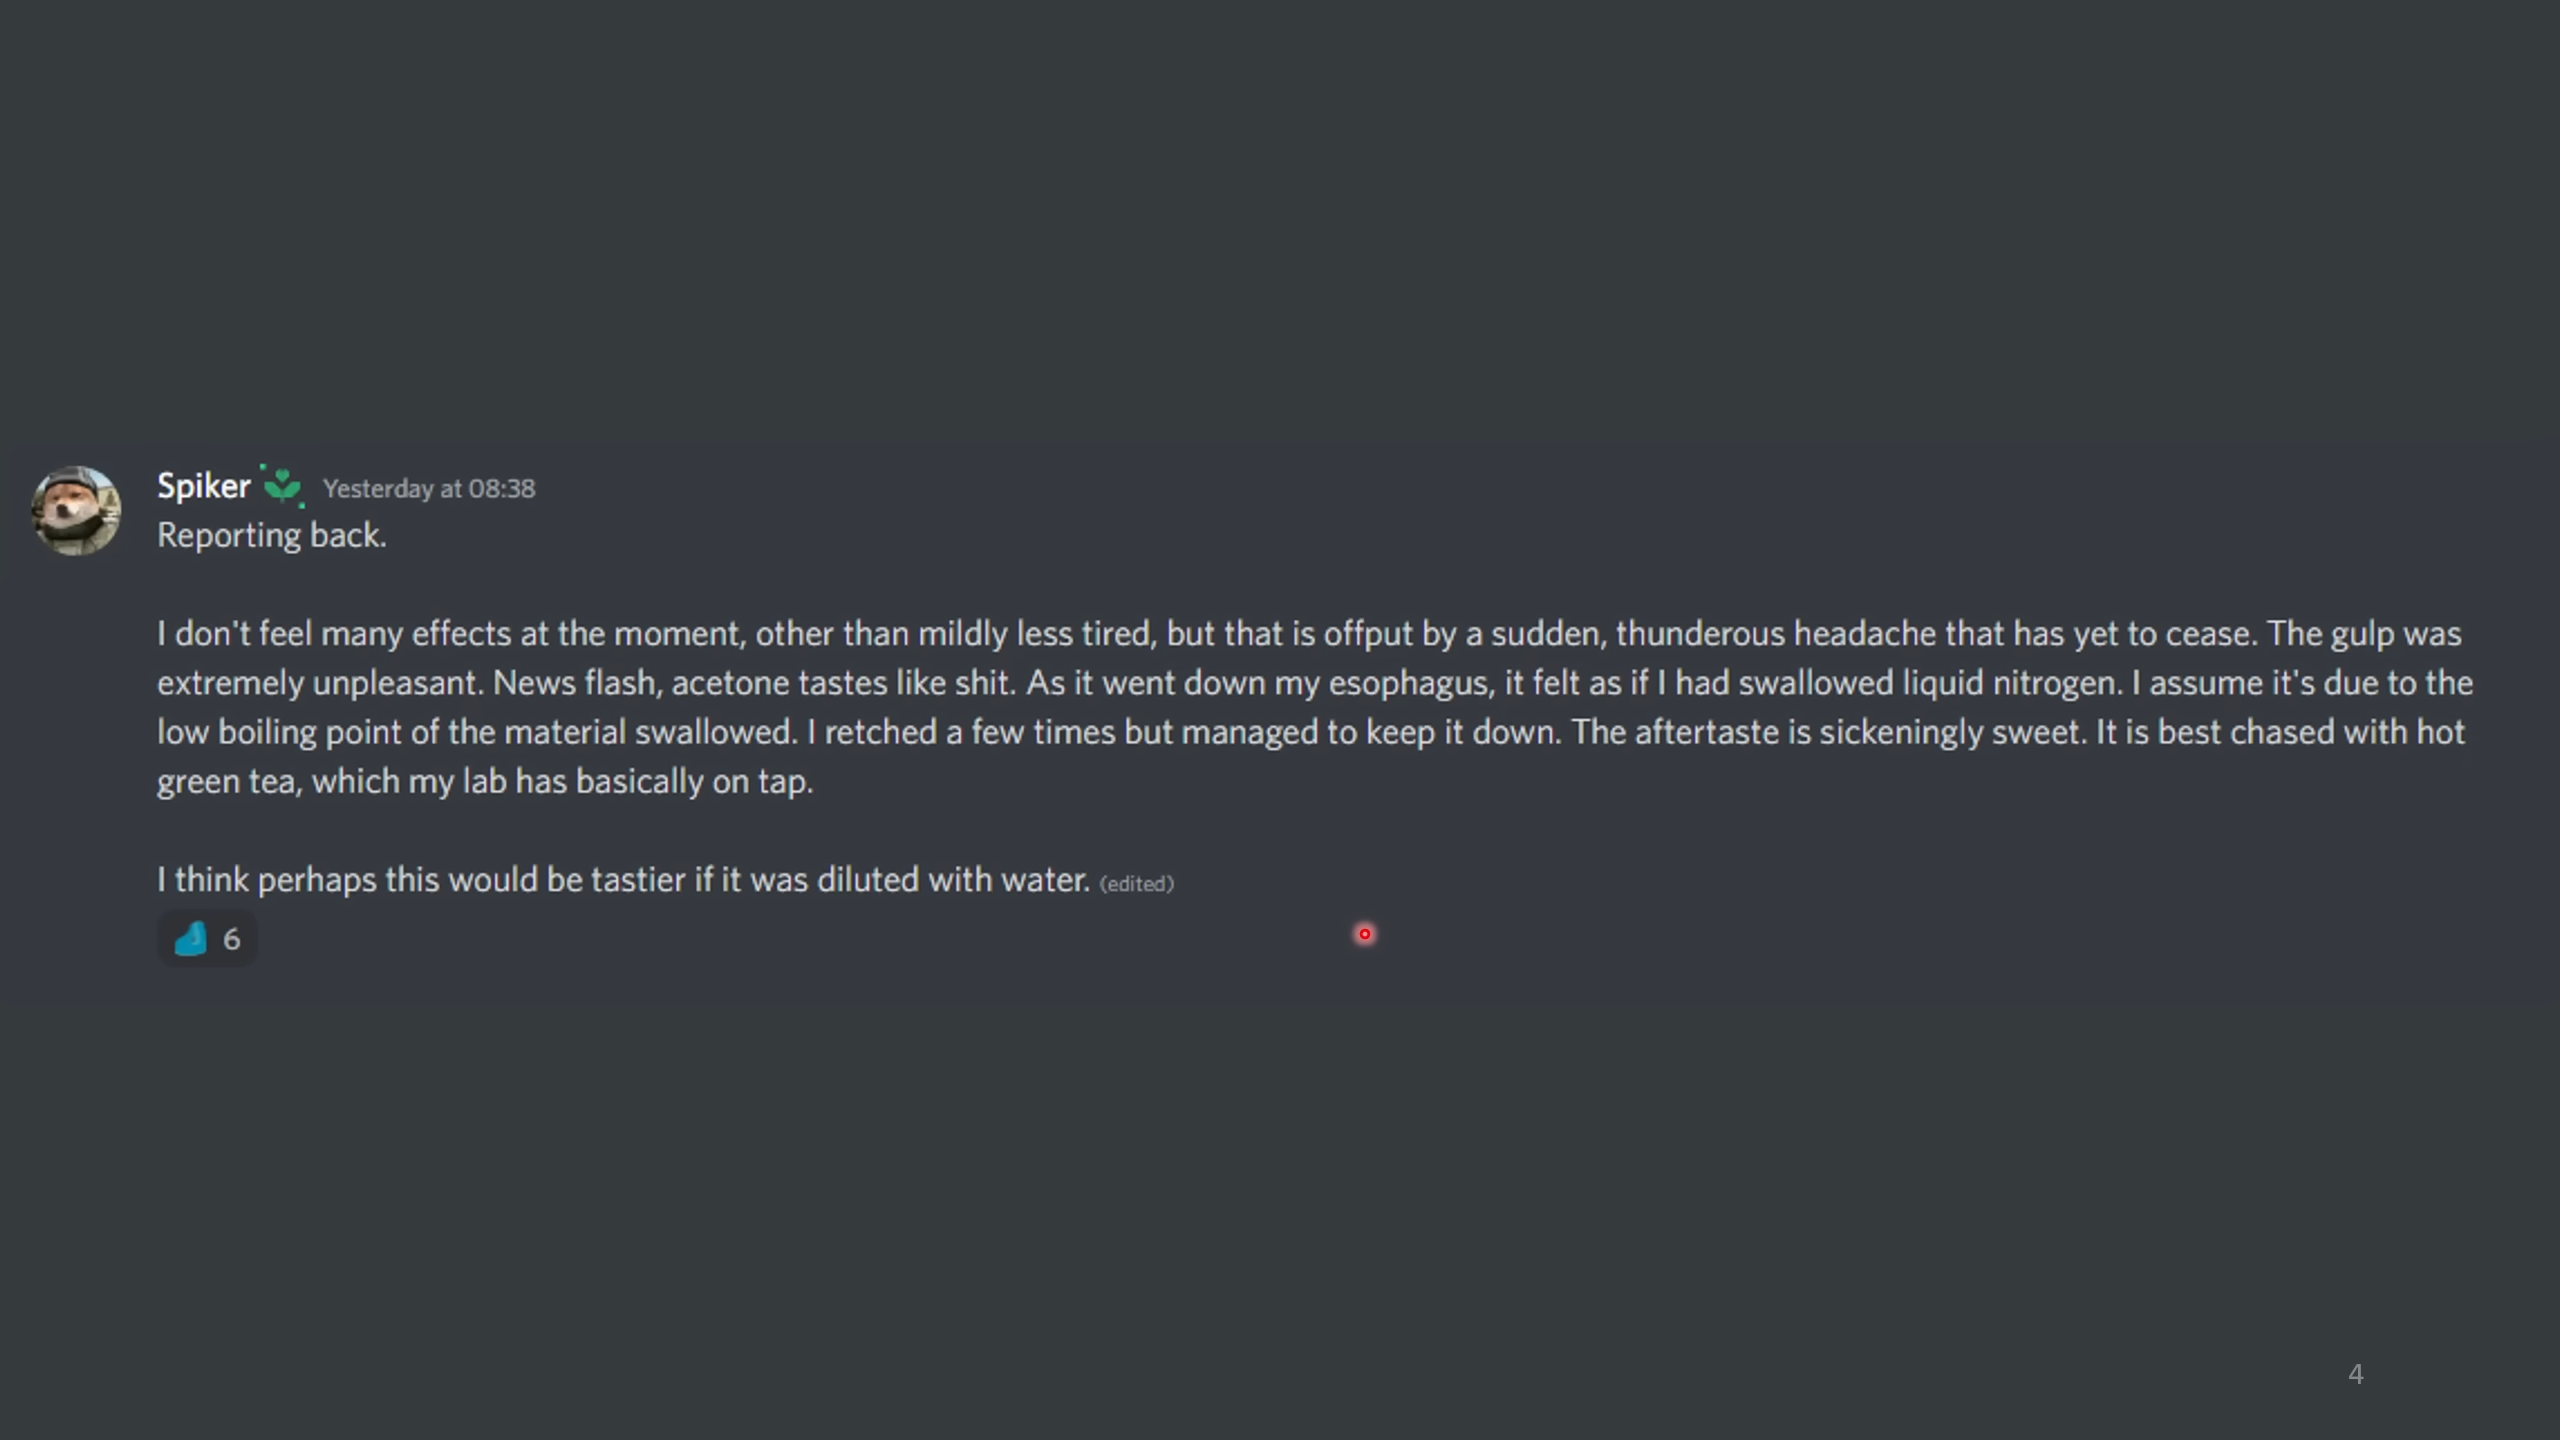 Spiker Yesterday at 08:38
Reporting back.
I don't feel many effects at the moment, other than mildly less tired, but that is offput by a sudden, thunderous headache that has yet to cease. The gulp was
extremely unpleasant. News flash, acetone tastes like shit. As it went down my esophagus, it felt as if I had swallowed liquid nitrogen. I assume it's due to the
low boiling point of the material swallowed. I retched a few times but managed to keep it down. The aftertaste is sickeningly sweet. It is best chased with hot
green tea, which my lab has basically on tap.
I think perhaps this would be tastier if it was diluted with water. (edited)
6
4